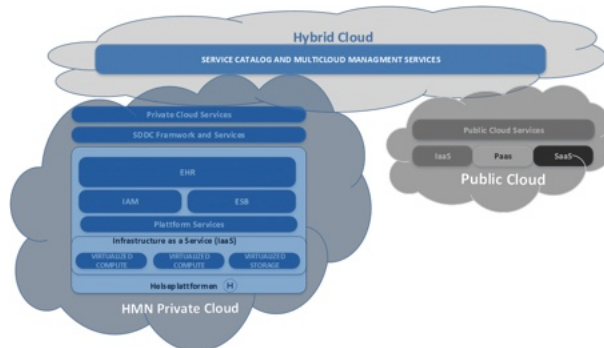 Hybrid Cloud
SERVICE CATALOG AND MULTICLOUD MANAGMENT SERVICES
Private Cloud Services
SDDC Framwork and Services
EHR
IAM
ESB
Plattform Services
Infrastructure as a Service (IaaS)
VIRTUALIZED
COMPUTE
VIRTUALIZED
COMPUTE
VIRTUALIZED
STORAGE
Helseplattformen
H
HMN Private Cloud
Public Cloud Services
IaaS
Paas
SaaS
Public Cloud